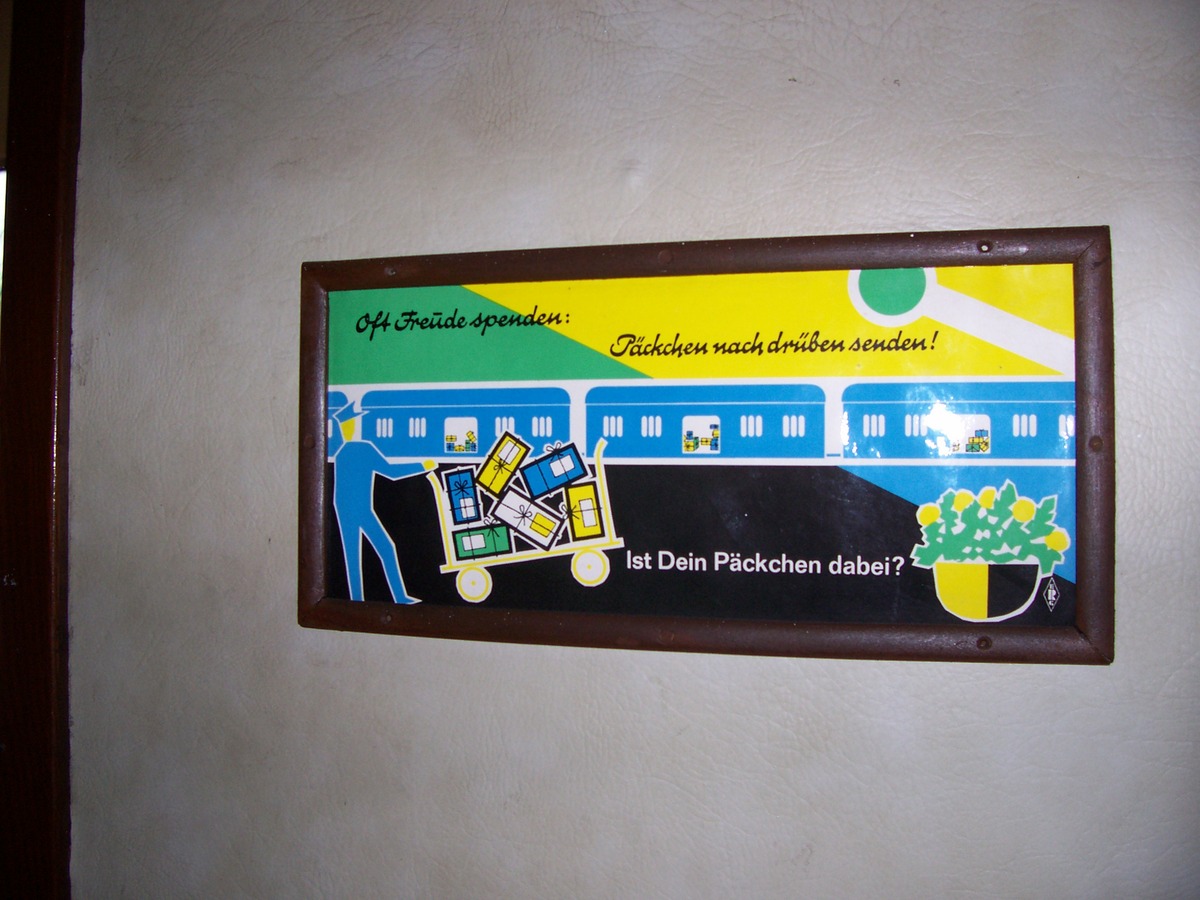 Oft Freude spenden:
Päckchen nach drüben senden!
Ist Dein Päckchen dabei?